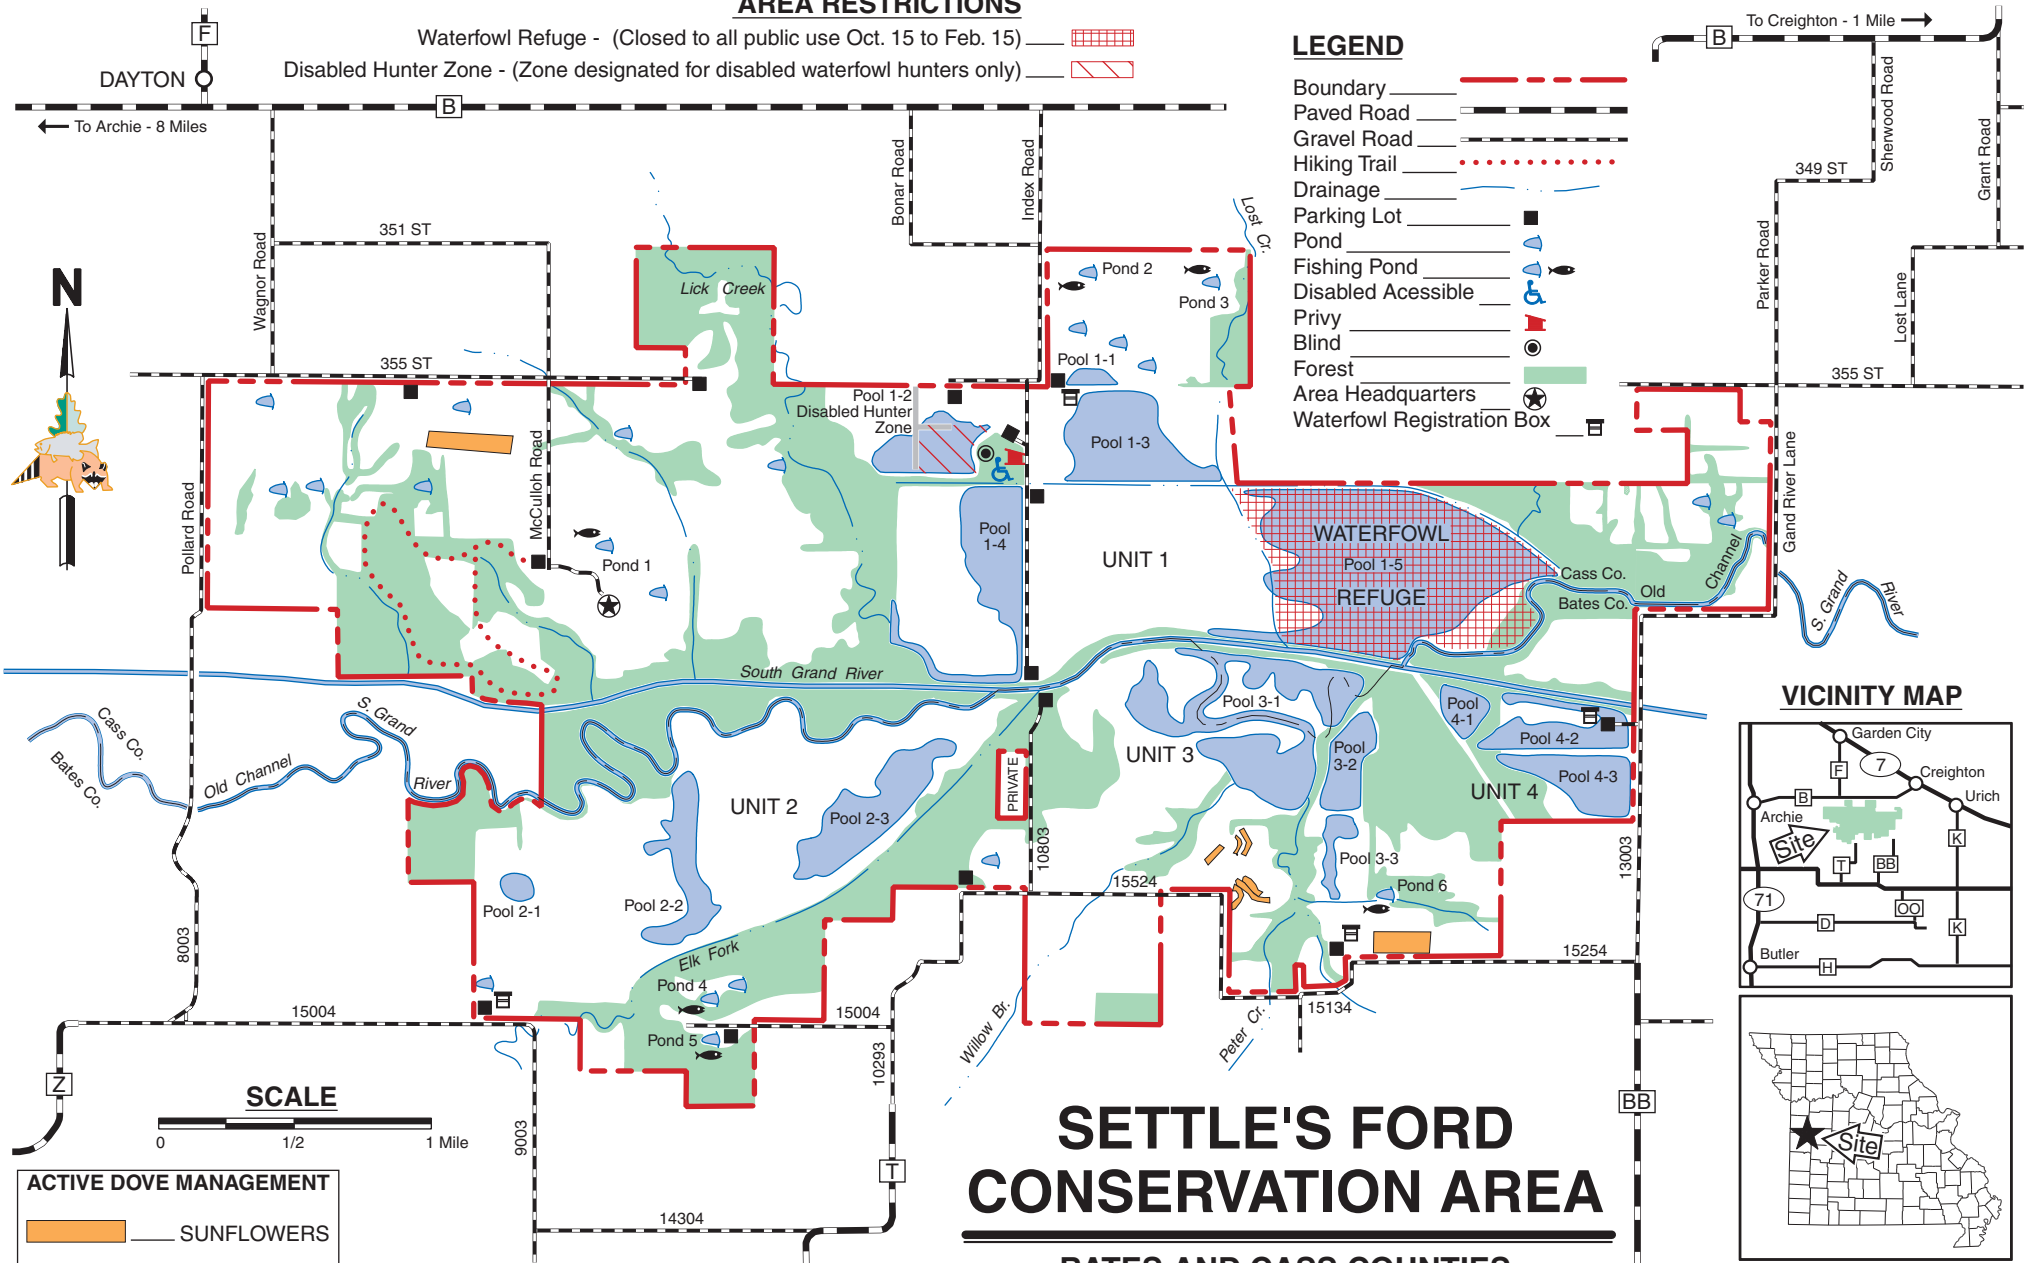 AREA RESTRICTIONS
Waterfowl Refuge - (Closed to all public use Oct. 15 to Feb. 15)
Disabled Hunter Zone - (Zone designated for disabled waterfowl hunters only)
F
DAYTON
B
To Archie - 8 Miles
To Creighton - 1 Mile
B
LEGEND
Boundary
Paved Road
Gravel Road
Hiking Trail
Drainage
Parking Lot
Pond
Fishing Pond
Disabled Acessible
Privy
Blind
Forest
Area Headquarters
Waterfowl Registration Box
Sherwood Road
Grant Road
349 ST
Parker Road
Lost Lane
355 ST
Gand River Lane
Bonar Road
Index Road
Lost Cr.
Wagnor Road
351 ST
355 ST
N
Lick Creek
Pond 2
Pond 3
Pool 1-1
Pool 1-2
Disabled Hunter
Zone
Pool 1-3
McCulloh Road
Pollard Road
Pond 1
Pool
1-4
UNIT 1
WATERFOWL
Pool 1-5
REFUGE
Cass Co.
Bates Co.
Old
Channel
S. Grand
River
South Grand River
Cass Co.
Bates Co.
Old Channel
S. Grand
River
Pool 3-1
Pool
4-1
Pool 4-2
Pool 4-3
UNIT 3
Pool
3-2
UNIT 4
PRIVATE
UNIT 2
Pool 2-3
10803
13003
Pool 3-3
Pool 2-1
Pool 2-2
15524
Pond 6
8003
Elk Fork
15254
Pond 4
15004
15004
15134
Pond 5
Willow Br.
Peter Cr.
10293
Z
BB
SCALE
0
1/2
1 Mile
9003
T
14304
ACTIVE DOVE MANAGEMENT
SUNFLOWERS
VICINITY MAP
Garden City
F
7
Creighton
B
Urich
Archie
Site
K
T
BB
71
OO
D
K
Butler
H
Site
SETTLE'S FORD
CONSERVATION AREA
BATES AND CASS COUNTIES